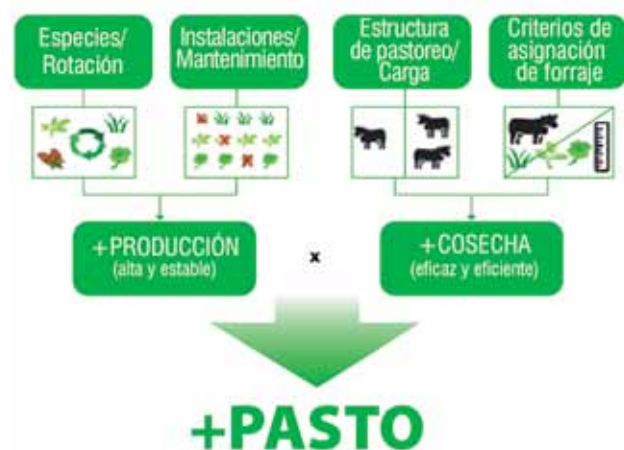 Especies/
Rotación
Instalaciones/
Mantenimiento
Estructura
de pastoreo/
Carga
Criterios de
asignación
de forraje
+PRODUCCIÓN
(alta y estable)
x
+COSECHA
(eficaz y eficiente)
+PASTO